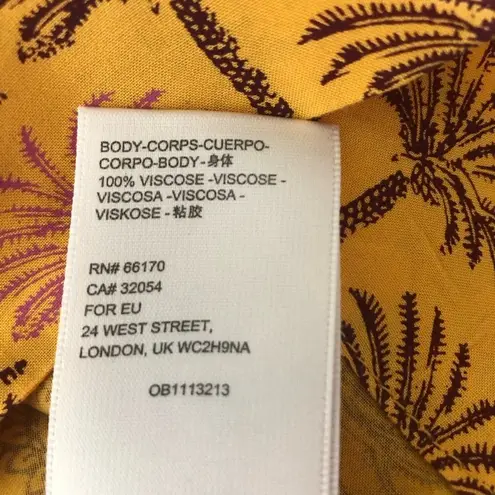 BODY-CORPS-CUERPO-
CORPO-BODY-身体
100% VISCOSE -VISCOSE -
VISCOSA -VISCOSA -
VISKOSE -粘胶
RN# 66170
CA# 32054
FOR EU
24 WEST STREET,
LONDON, UK WC2H9NA
OB1113213